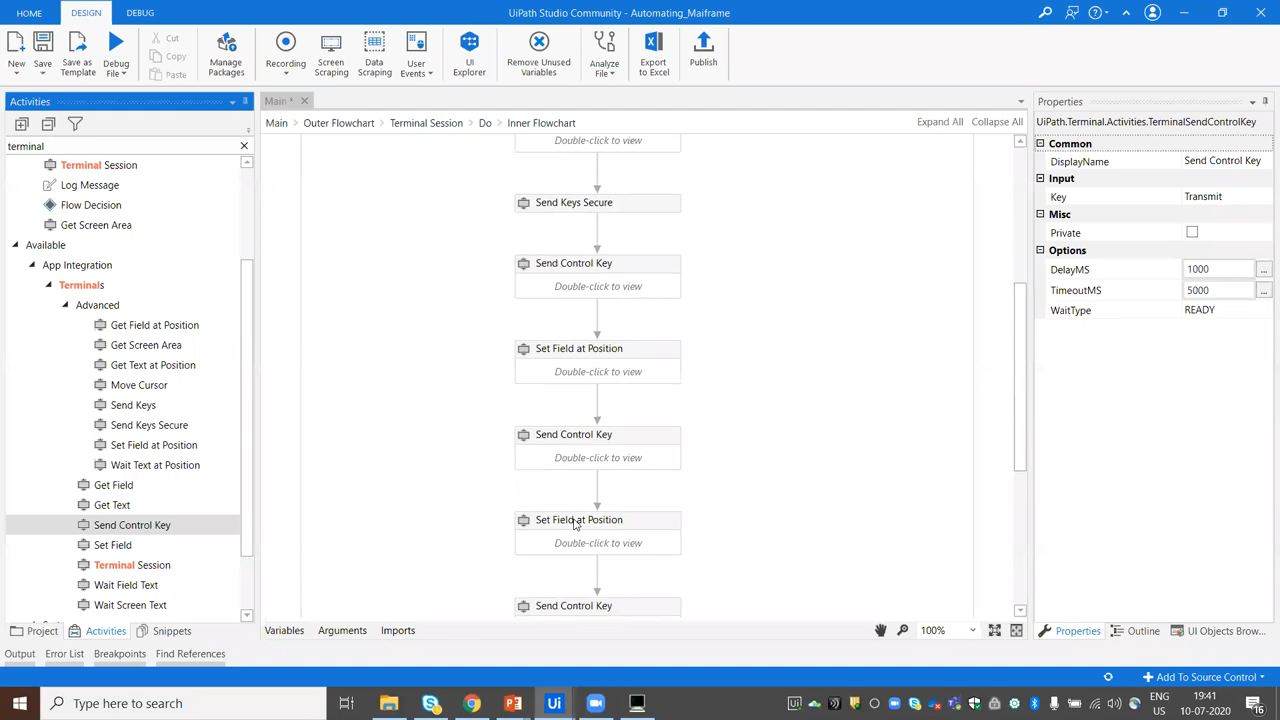 HOME DESIGN DEBUG UiPath Studio Community - Automating_Maiframe
New Save Save as Template Debug File Cut Copy Paste Manage Packages Recording Screen Scraping Data Scraping User Events UI Explorer Remove Unused Variables Analyze File Export to Excel Publish
Activities
terminal
Terminal Session
Log Message
Flow Decision
Get Screen Area
Available
App Integration
Terminals
Advanced
Get Field at Position
Get Screen Area
Get Text at Position
Move Cursor
Send Keys
Send Keys Secure
Set Field at Position
Wait Text at Position
Get Field
Get Text
Send Control Key
Set Field
Terminal Session
Wait Field Text
Wait Screen Text
Project Activities Snippets
Main *
Main > Outer Flowchart > Terminal Session > Do > Inner Flowchart Expand All Collapse All
Double-click to view
Send Keys Secure
Send Control Key
Double-click to view
Set Field at Position
Double-click to view
Send Control Key
Double-click to view
Set Field at Position
Double-click to view
Send Control Key
Variables Arguments Imports 100%
Properties
UiPath.Terminal.Activities.TerminalSendControlKey
Common
DisplayName Send Control Key
Input
Key Transmit
Misc
Private
Options
DelayMS 1000 ...
TimeoutMS 5000 ...
WaitType READY
Properties Outline UI Objects Brow...
Output Error List Breakpoints Find References
Add To Source Control
Type here to search
ENG
19:41
10-07-2020
16